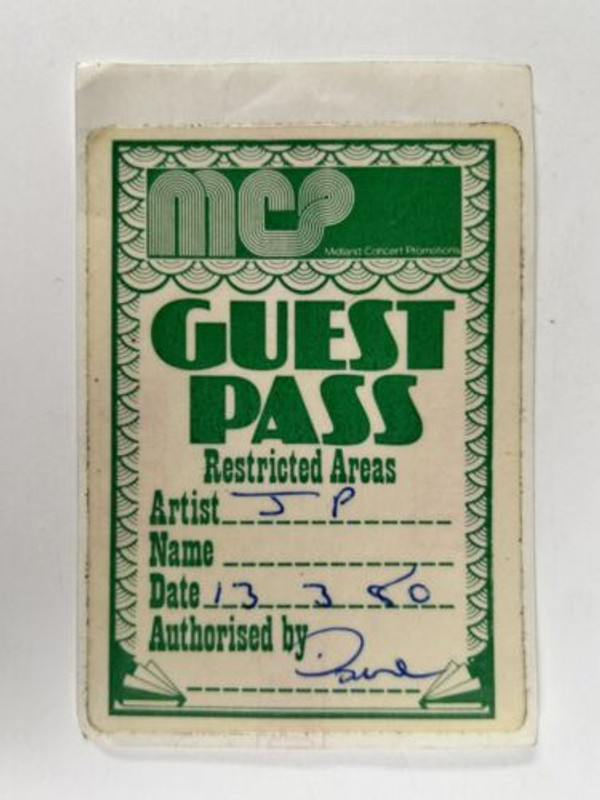 MCP
Midland Concert Promotions
GUEST
PASS
Restricted Areas
Artist J P
Name
Date 13 3 80
Authorised by